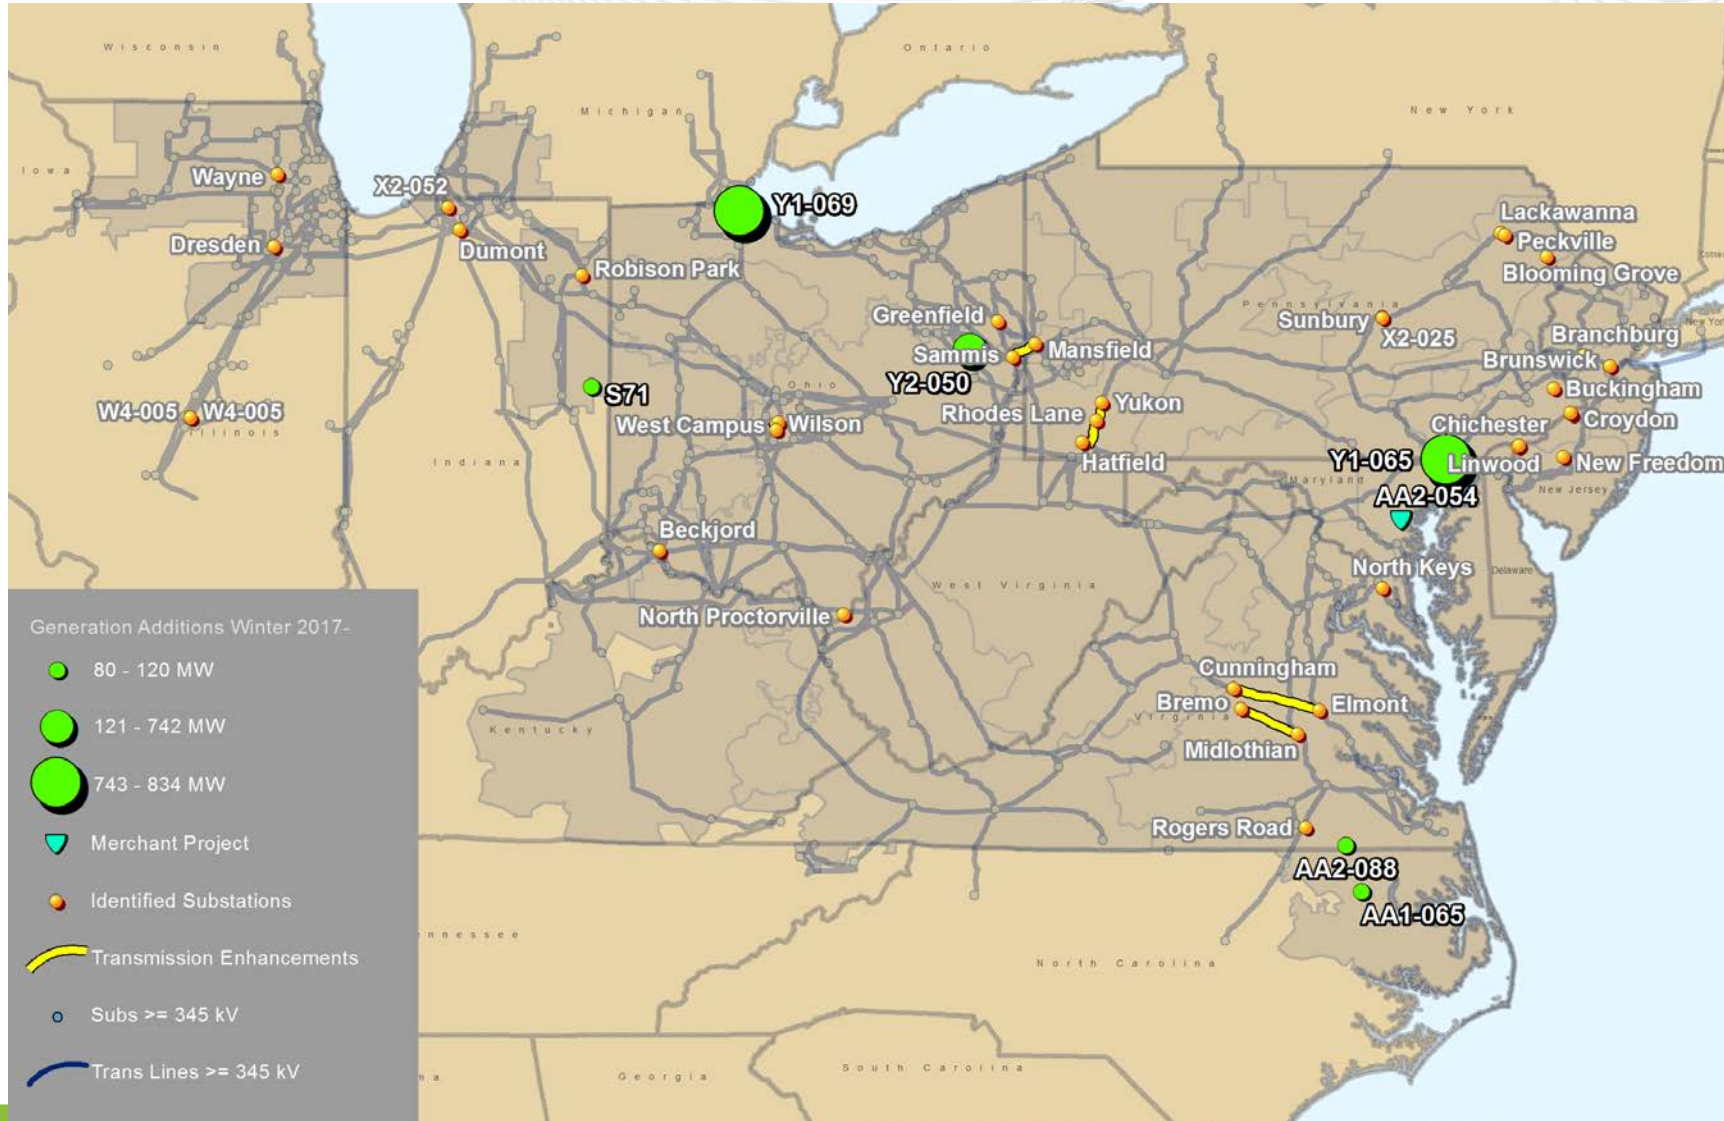 Wisconsin
Ontario
Michigan
New York
Iowa
Wayne
X2-052
Y1-069
Lackawanna
Dresden
Dumont
Peckville
Robison Park
Blooming Grove
Pennsylvania
Greenfield
Sunbury
X2-025
New York
Branchburg
Sammis
Mansfield
Brunswick
Y2-050
Ohio
S71
Buckingham
W4-005
W4-005
Illinois
West Campus
Wilson
Rhodes Lane
Yukon
Chichester
Croydon
Indiana
Hatfield
Y1-065
Linwood
New Freedom
Maryland
AA2-054
New Jersey
Beckjord
North Keys
Delaware
West Virginia
North Proctorville
Generation Additions Winter 2017-
80 - 120 MW
121 - 742 MW
743 - 834 MW
Merchant Project
Identified Substations
Transmission Enhancements
Subs >= 345 kV
Trans Lines >= 345 kV
Cunningham
Bremo
Elmont
Virginia
Midlothian
Kentucky
Rogers Road
AA2-088
AA1-065
nnessee
North Carolina
South Carolina
Georgia
ma